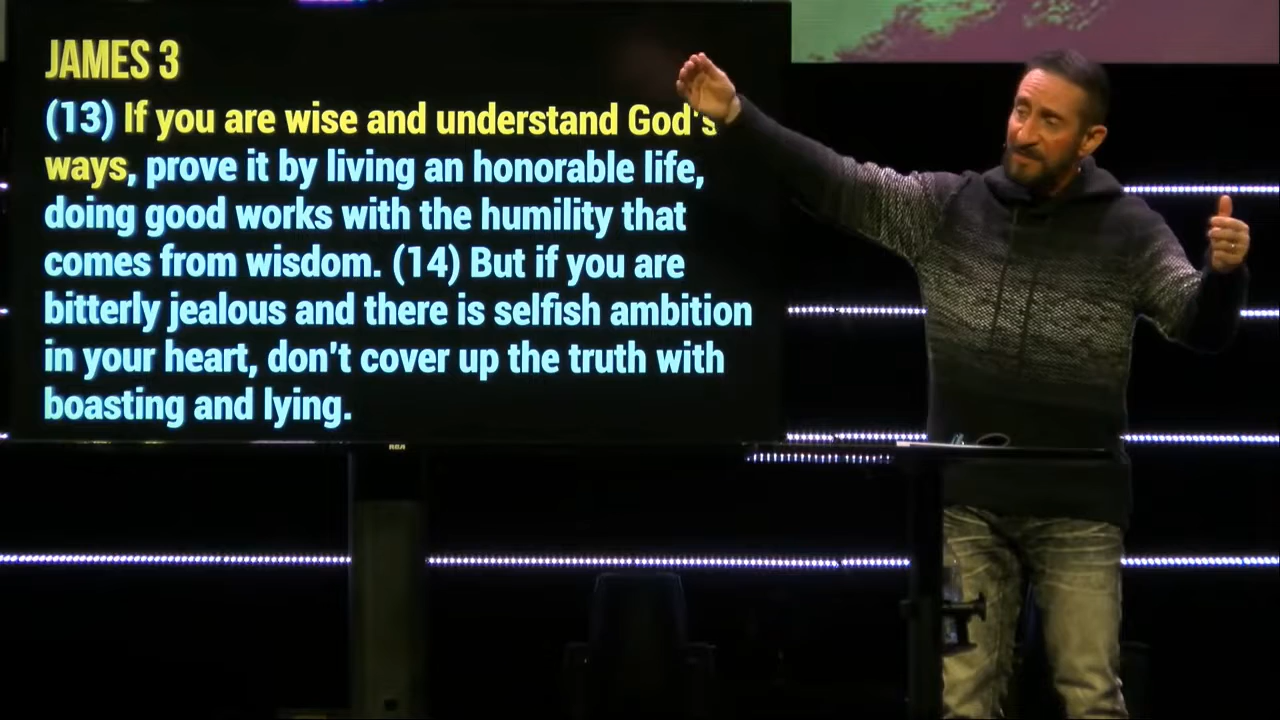 JAMES 3
(13) If you are wise and understand God's
ways, prove it by living an honorable life,
doing good works with the humility that
comes from wisdom. (14) But if you are
bitterly jealous and there is selfish ambition
in your heart, don't cover up the truth with
boasting and lying.
RCA